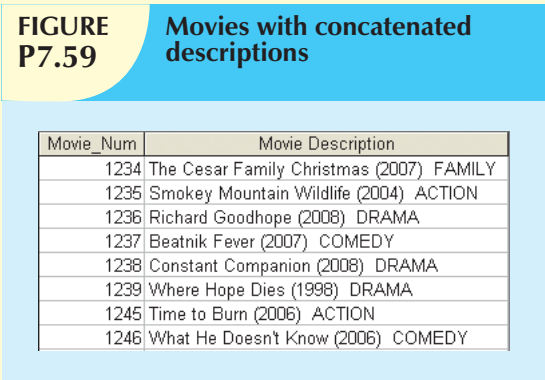 FIGURE P7.59
Movies with concatenated descriptions
Movie_Num Movie Description
1234 The Cesar Family Christmas (2007) FAMILY
1235 Smokey Mountain Wildlife (2004) ACTION
1236 Richard Goodhope (2008) DRAMA
1237 Beatnik Fever (2007) COMEDY
1238 Constant Companion (2008) DRAMA
1239 Where Hope Dies (1998) DRAMA
1245 Time to Burn (2006) ACTION
1246 What He Doesn't Know (2006) COMEDY